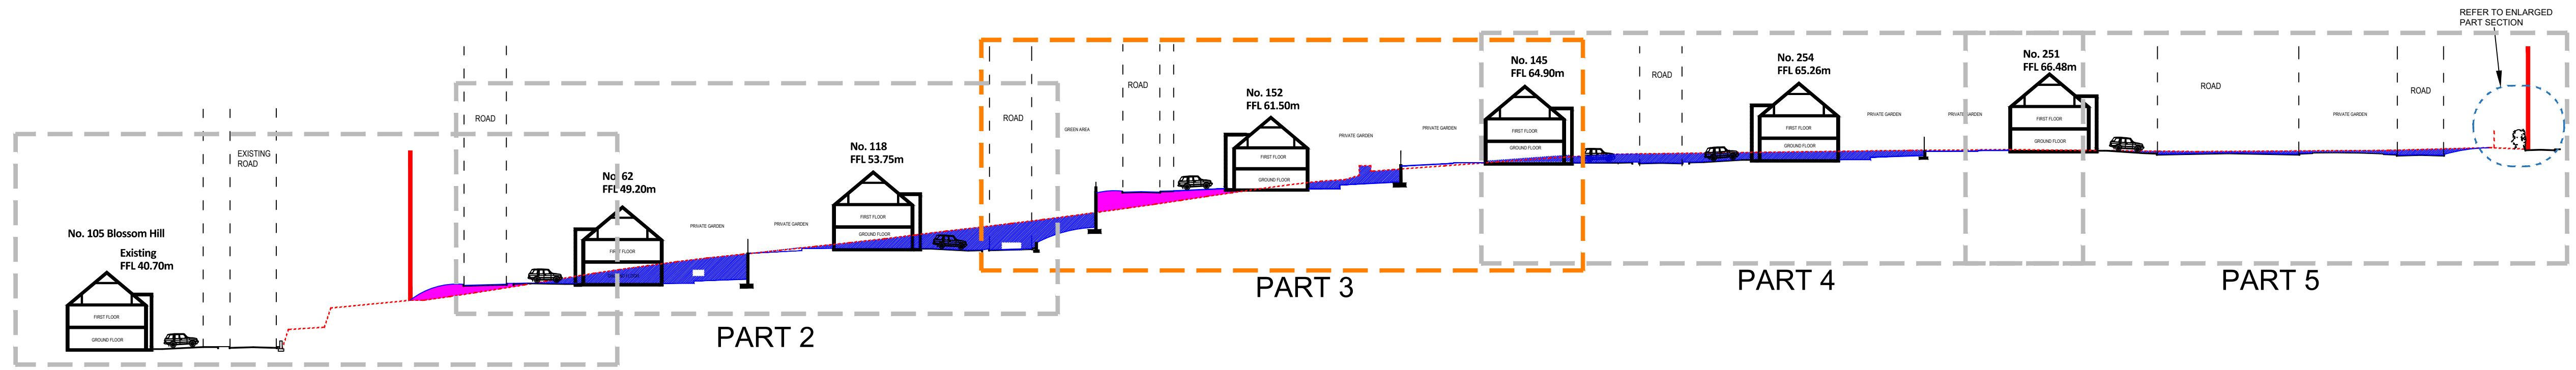 REFER TO ENLARGED
PART SECTION
No. 105 Blossom Hill
Existing
FFL 40.70m
FIRST FLOOR
GROUND FLOOR
EXISTING
ROAD
ROAD
No. 62
FFL 49.20m
FIRST FLOOR
GROUND FLOOR
PRIVATE GARDEN
PRIVATE GARDEN
No. 118
FFL 53.75m
FIRST FLOOR
GROUND FLOOR
PART 2
ROAD
GREEN AREA
ROAD
No. 152
FFL 61.50m
FIRST FLOOR
GROUND FLOOR
PRIVATE GARDEN
PRIVATE GARDEN
PART 3
No. 145
FFL 64.90m
FIRST FLOOR
GROUND FLOOR
ROAD
No. 254
FFL 65.26m
FIRST FLOOR
GROUND FLOOR
PRIVATE GARDEN
PRIVATE GARDEN
PART 4
No. 251
FFL 66.48m
FIRST FLOOR
GROUND FLOOR
ROAD
PRIVATE GARDEN
ROAD
PART 5